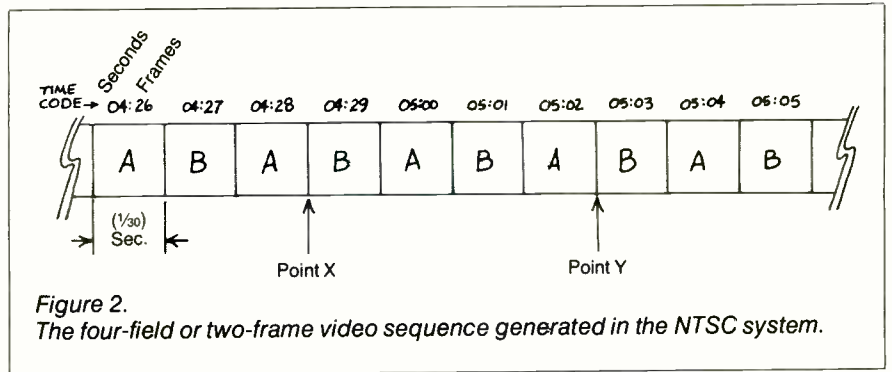 Seconds
Frames
TIME
CODE→ 04:26 04:27 04:28 04:29 05:00 05:01 05:02 05:03 05:04 05:05
A B A B A B A B A B
(1/30)
Sec.
Point X Point Y
Figure 2.
The four-field or two-frame video sequence generated in the NTSC system.